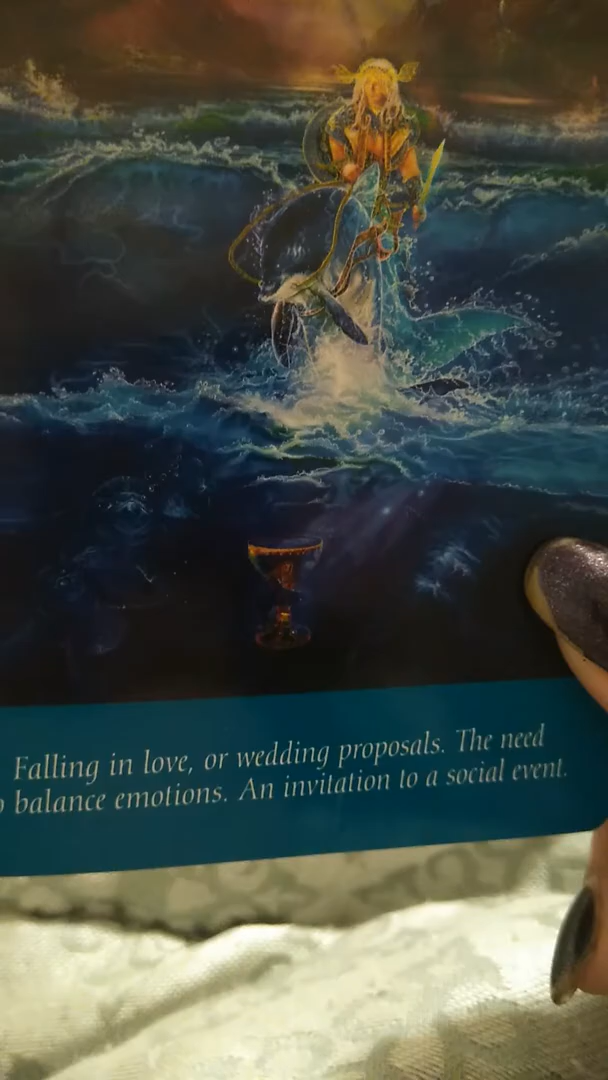 Falling in love, or wedding proposals. The need
o balance emotions. An invitation to a social event.